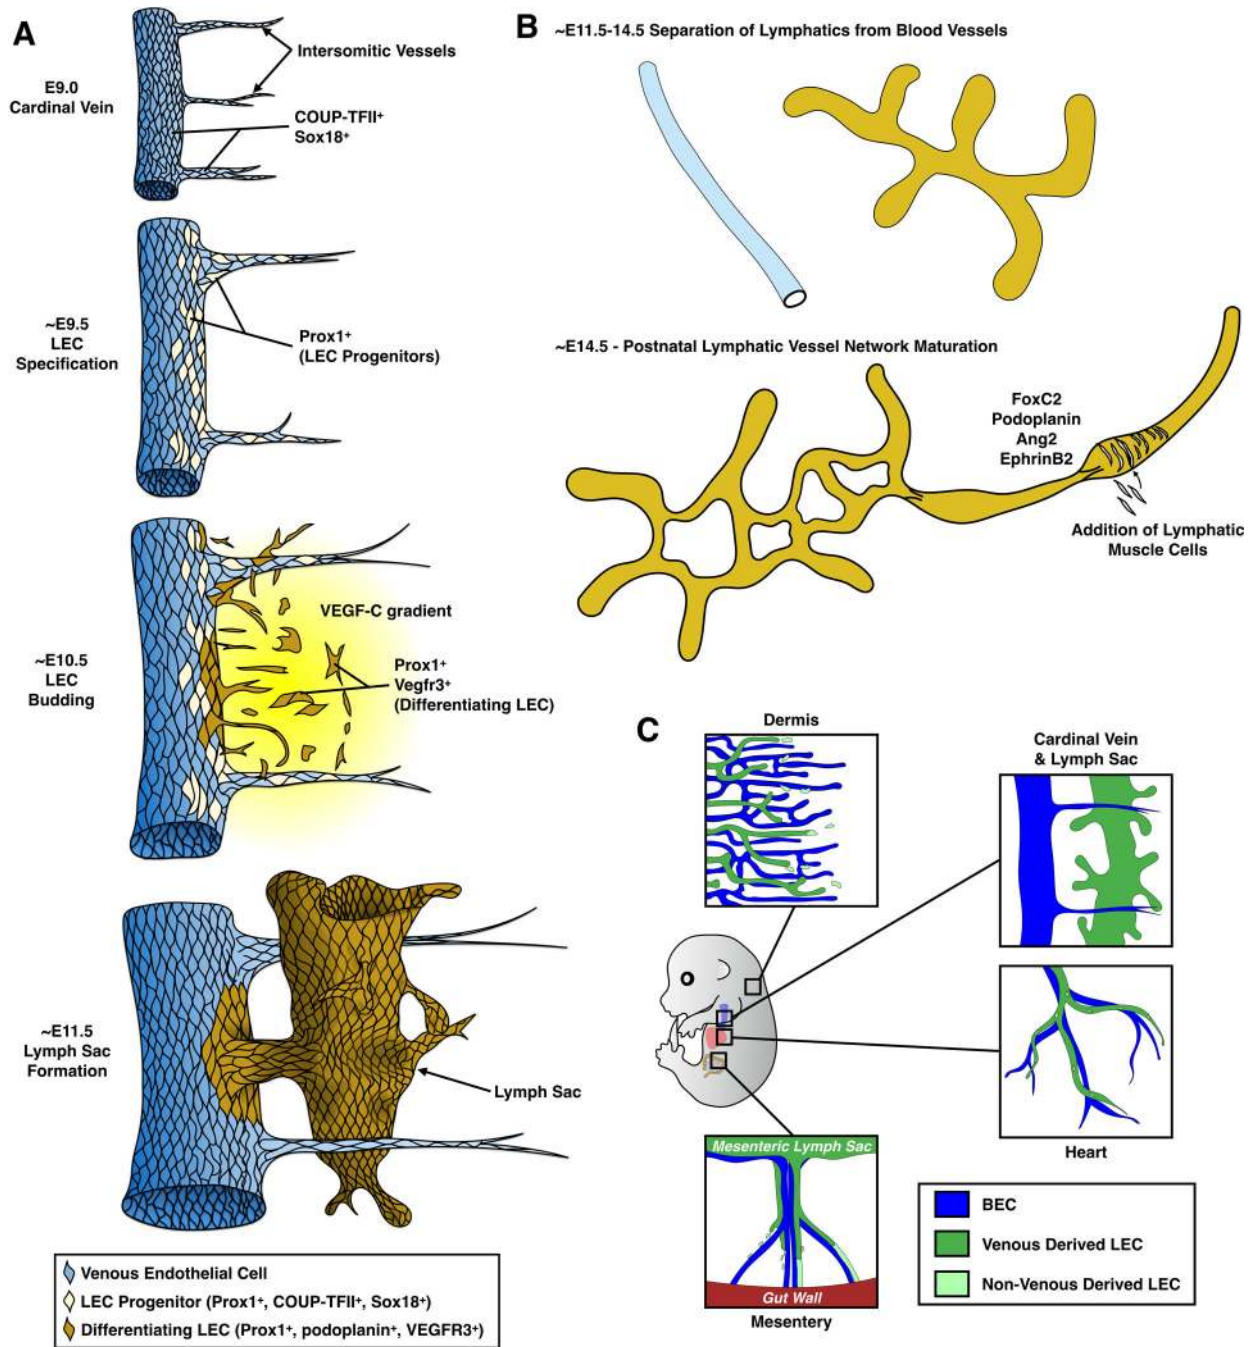 A
E9.0
Cardinal Vein
Intersomitic Vessels
COUP-TFII⁺
Sox18⁺
~E9.5
LEC
Specification
Prox1⁺
(LEC Progenitors)
~E10.5
LEC
Budding
VEGF-C gradient
Prox1⁺
Vegfr3⁺
(Differentiating LEC)
~E11.5
Lymph Sac
Formation
Lymph Sac
Venous Endothelial Cell
LEC Progenitor (Prox1⁺, COUP-TFII⁺, Sox18⁺)
Differentiating LEC (Prox1⁺, podoplanin⁺, VEGFR3⁺)
B
~E11.5-14.5 Separation of Lymphatics from Blood Vessels
~E14.5 - Postnatal Lymphatic Vessel Network Maturation
FoxC2
Podoplanin
Ang2
EphrinB2
Addition of Lymphatic
Muscle Cells
C
Dermis
Cardinal Vein
& Lymph Sac
Heart
Mesenteric Lymph Sac
Gut Wall
Mesentery
BEC
Venous Derived LEC
Non-Venous Derived LEC